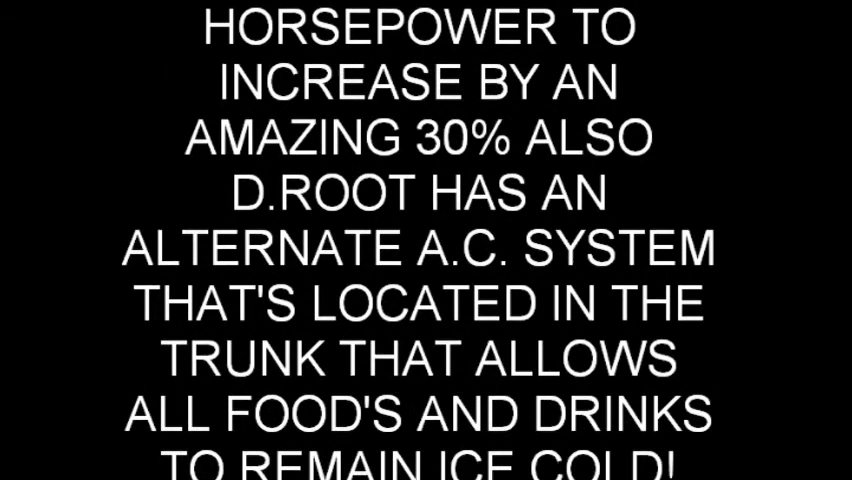 HORSEPOWER TO
INCREASE BY AN
AMAZING 30% ALSO
D.ROOT HAS AN
ALTERNATE A.C. SYSTEM
THAT'S LOCATED IN THE
TRUNK THAT ALLOWS
ALL FOOD'S AND DRINKS
TO REMAIN ICE COLD!